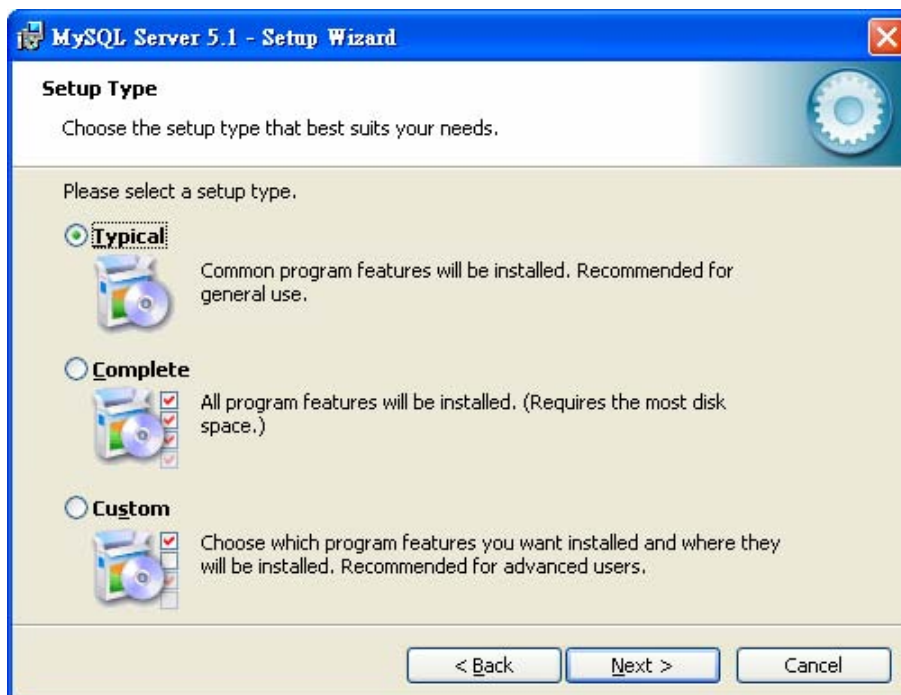 MySQL Server 5.1 - Setup Wizard
Setup Type
Choose the setup type that best suits your needs.
Please select a setup type.
Typical
Common program features will be installed. Recommended for
general use.
Complete
All program features will be installed. (Requires the most disk
space.)
Custom
Choose which program features you want installed and where they
will be installed. Recommended for advanced users.
< Back
Next >
Cancel